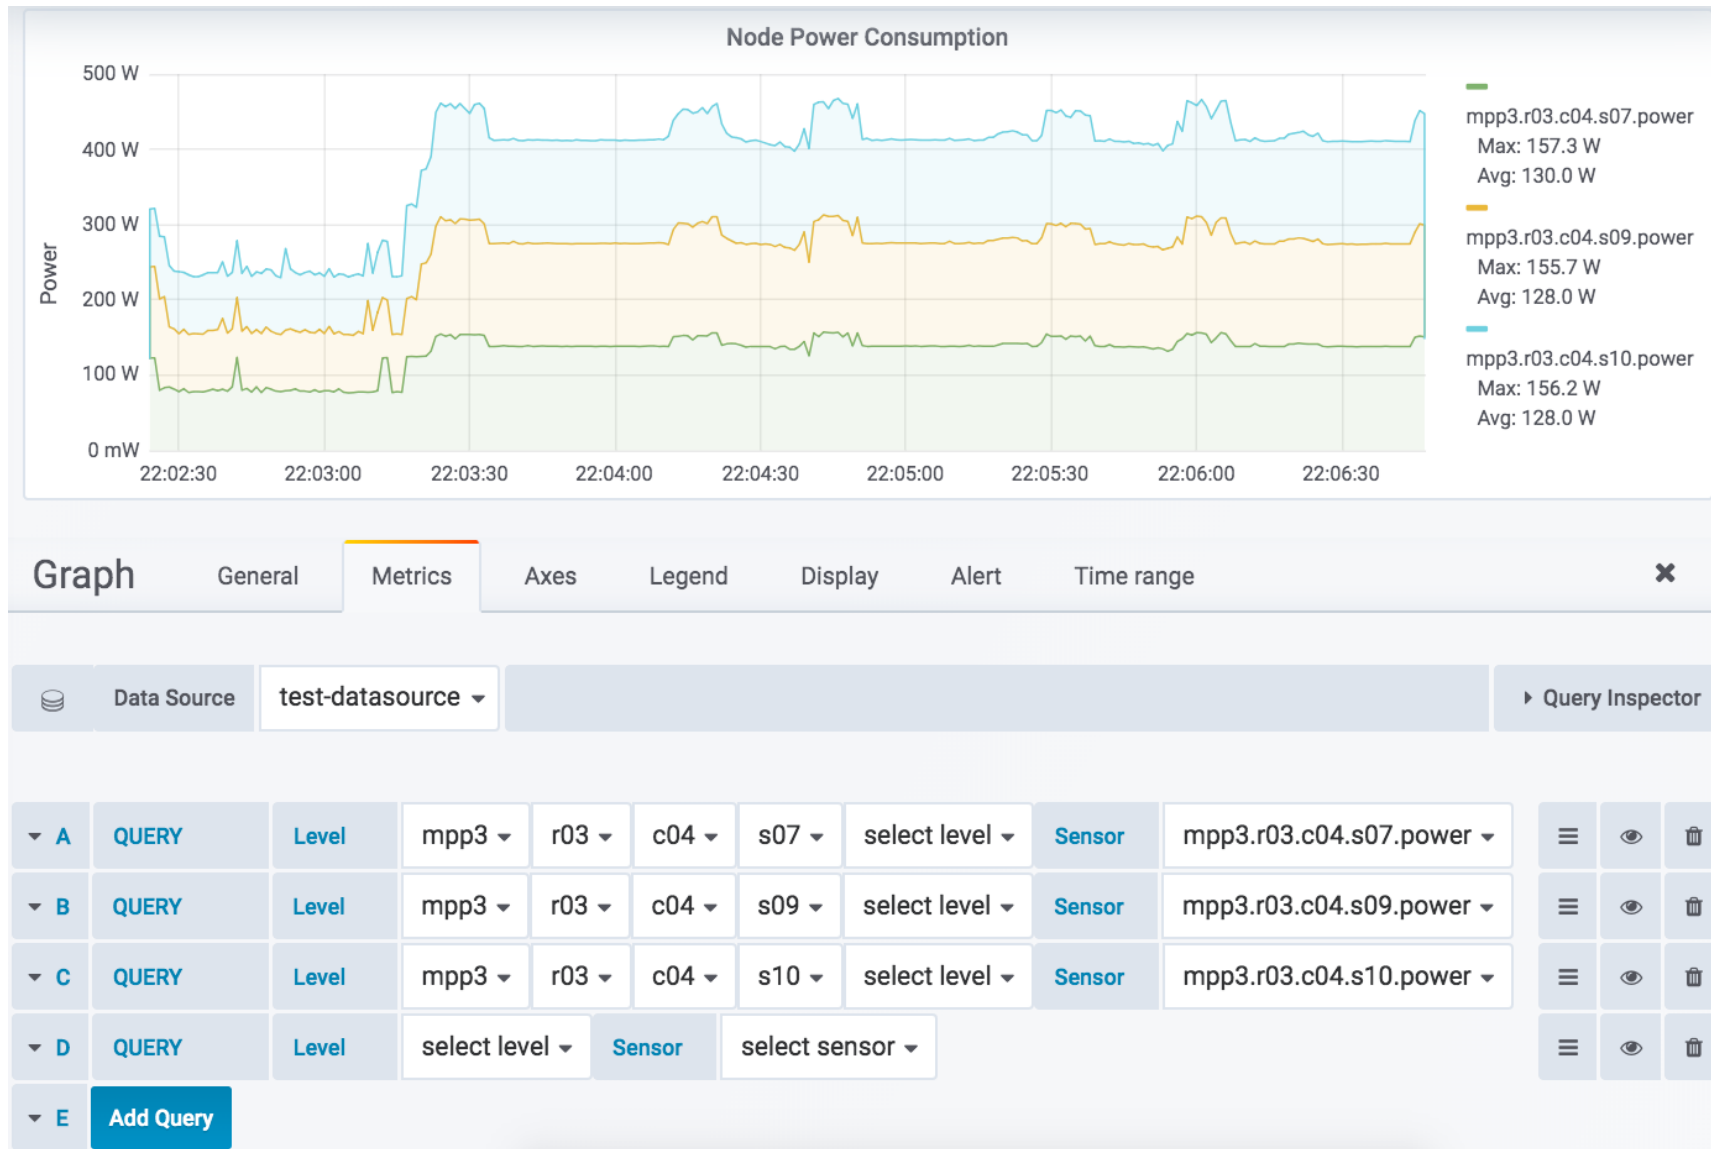 Node Power Consumption
500 W
400 W
300 W
200 W
100 W
0 mW
Power
22:02:30 22:03:00 22:03:30 22:04:00 22:04:30 22:05:00 22:05:30 22:06:00 22:06:30
mpp3.r03.c04.s07.power
Max: 157.3 W
Avg: 130.0 W
mpp3.r03.c04.s09.power
Max: 155.7 W
Avg: 128.0 W
mpp3.r03.c04.s10.power
Max: 156.2 W
Avg: 128.0 W
Graph General Metrics Axes Legend Display Alert Time range
Data Source test-datasource Query Inspector
A QUERY Level mpp3 r03 c04 s07 select level Sensor mpp3.r03.c04.s07.power
B QUERY Level mpp3 r03 c04 s09 select level Sensor mpp3.r03.c04.s09.power
C QUERY Level mpp3 r03 c04 s10 select level Sensor mpp3.r03.c04.s10.power
D QUERY Level select level Sensor select sensor
E Add Query